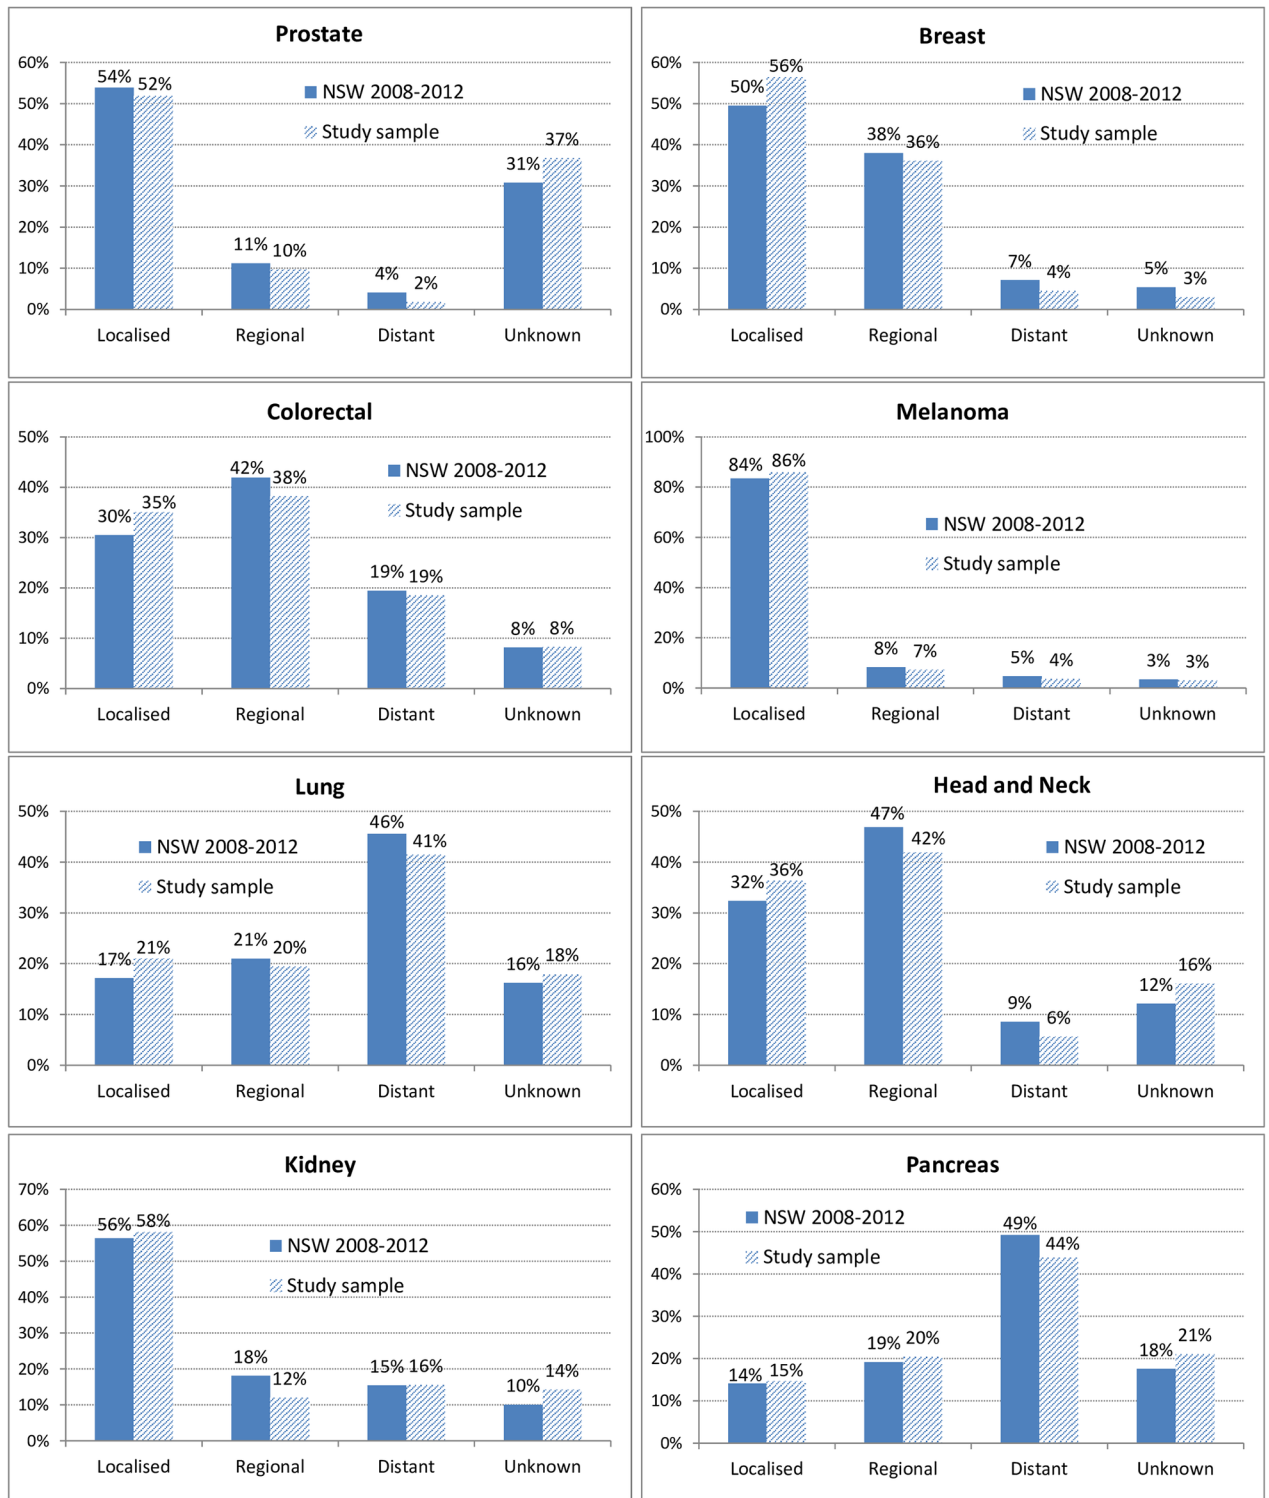 Prostate
60%
50%
40%
30%
20%
10%
0%
54% 52%
11% 10%
4% 2%
31% 37%
NSW 2008-2012
Study sample
Localised Regional Distant Unknown
Breast
60%
50%
40%
30%
20%
10%
0%
50% 56%
38% 36%
7% 4%
5% 3%
NSW 2008-2012
Study sample
Localised Regional Distant Unknown
Colorectal
50%
40%
30%
20%
10%
0%
30% 35%
42% 38%
19% 19%
8% 8%
NSW 2008-2012
Study sample
Localised Regional Distant Unknown
Melanoma
100%
80%
60%
40%
20%
0%
84% 86%
8% 7%
5% 4%
3% 3%
NSW 2008-2012
Study sample
Localised Regional Distant Unknown
Lung
50%
40%
30%
20%
10%
0%
17% 21%
21% 20%
46% 41%
16% 18%
NSW 2008-2012
Study sample
Localised Regional Distant Unknown
Head and Neck
50%
40%
30%
20%
10%
0%
32% 36%
47% 42%
9% 6%
12% 16%
NSW 2008-2012
Study sample
Localised Regional Distant Unknown
Kidney
70%
60%
50%
40%
30%
20%
10%
0%
56% 58%
18% 12%
15% 16%
10% 14%
NSW 2008-2012
Study sample
Localised Regional Distant Unknown
Pancreas
60%
50%
40%
30%
20%
10%
0%
14% 15%
19% 20%
49% 44%
18% 21%
NSW 2008-2012
Study sample
Localised Regional Distant Unknown